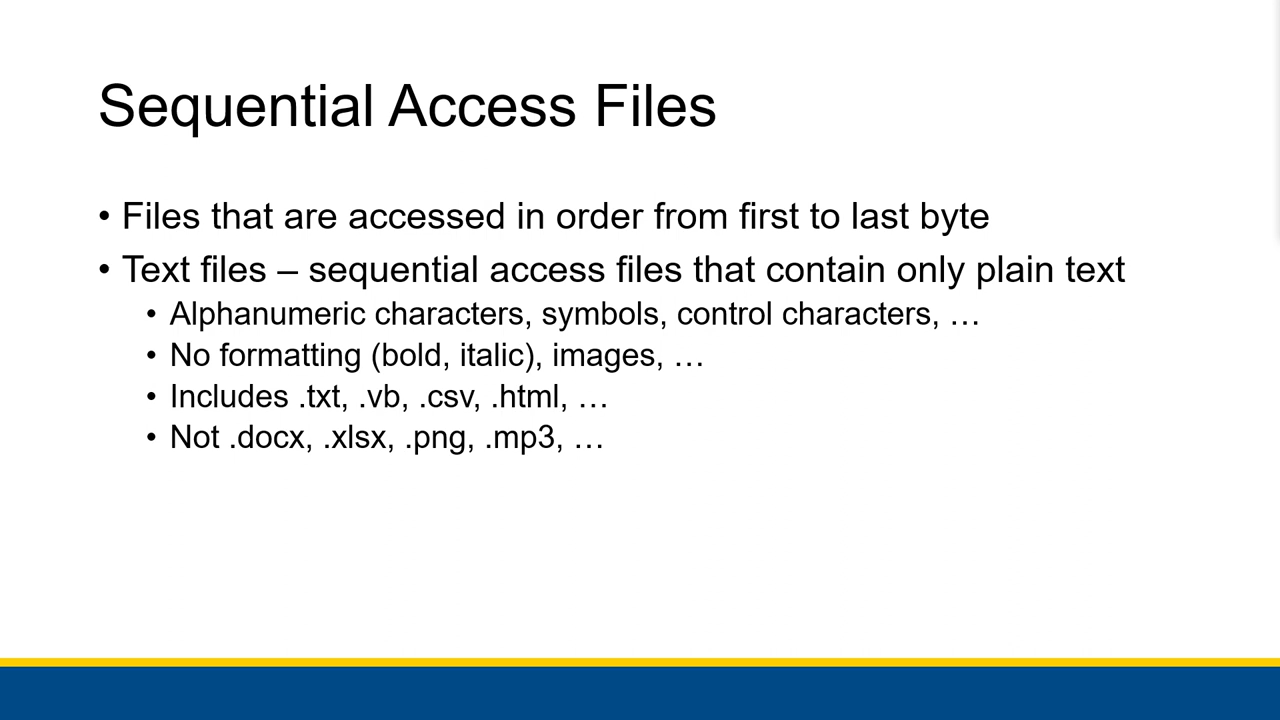 Sequential Access Files
• Files that are accessed in order from first to last byte
• Text files – sequential access files that contain only plain text
• Alphanumeric characters, symbols, control characters, …
• No formatting (bold, italic), images, …
• Includes .txt, .vb, .csv, .html, …
• Not .docx, .xlsx, .png, .mp3, …